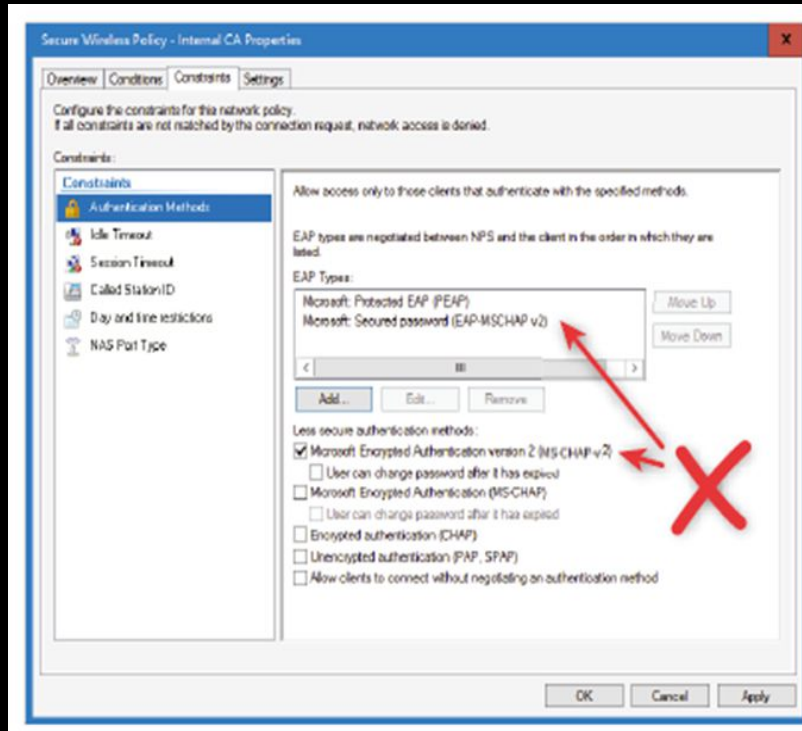 Secure Wireless Policy - Internal CA Properties
x
Overview Conditions Constraints Settings
Configure the constraints for this network policy.
If all constraints are not matched by the connection request, network access is denied.
Constraints:
Constraints
Authentication Methods
Idle Timeout
Session Timeout
Called Station ID
Day and time restrictions
NAS Port Type
Allow access only to those clients that authenticate with the specified methods.
EAP types are negotiated between NPS and the client in the order in which they are
listed.
EAP Types:
Microsoft: Protected EAP (PEAP)
Microsoft: Secured password (EAP-MSCHAP v2)
Move Up
Move Down
Add... Edit... Remove
Less secure authentication methods:
Microsoft Encrypted Authentication version 2 (MS-CHAP-v2)
User can change password after it has expired
Microsoft Encrypted Authentication (MS-CHAP)
User can change password after it has expired
Encrypted authentication (CHAP)
Unencrypted authentication (PAP, SPAP)
Allow clients to connect without negotiating an authentication method
OK Cancel Apply